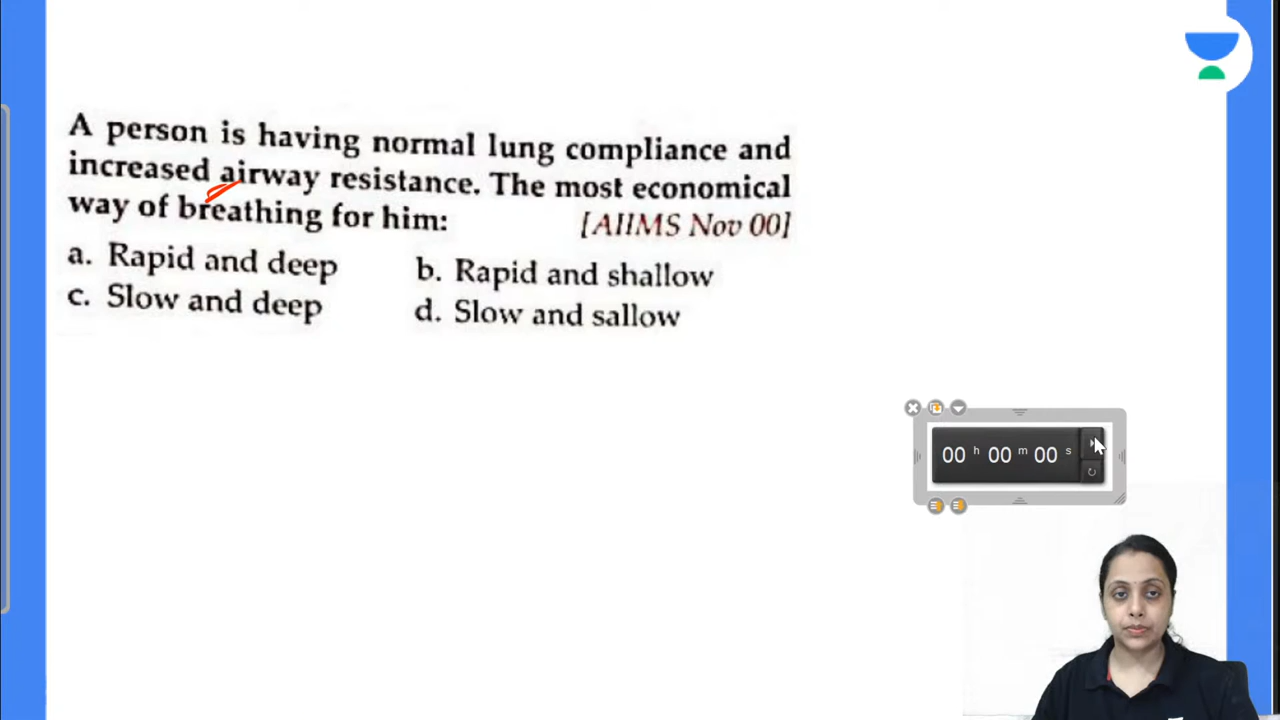 A person is having normal lung compliance and
increased airway resistance. The most economical
way of breathing for him: [AIIMS Nov 00]
a. Rapid and deep b. Rapid and shallow
c. Slow and deep d. Slow and sallow
00 h 00 m 00 s